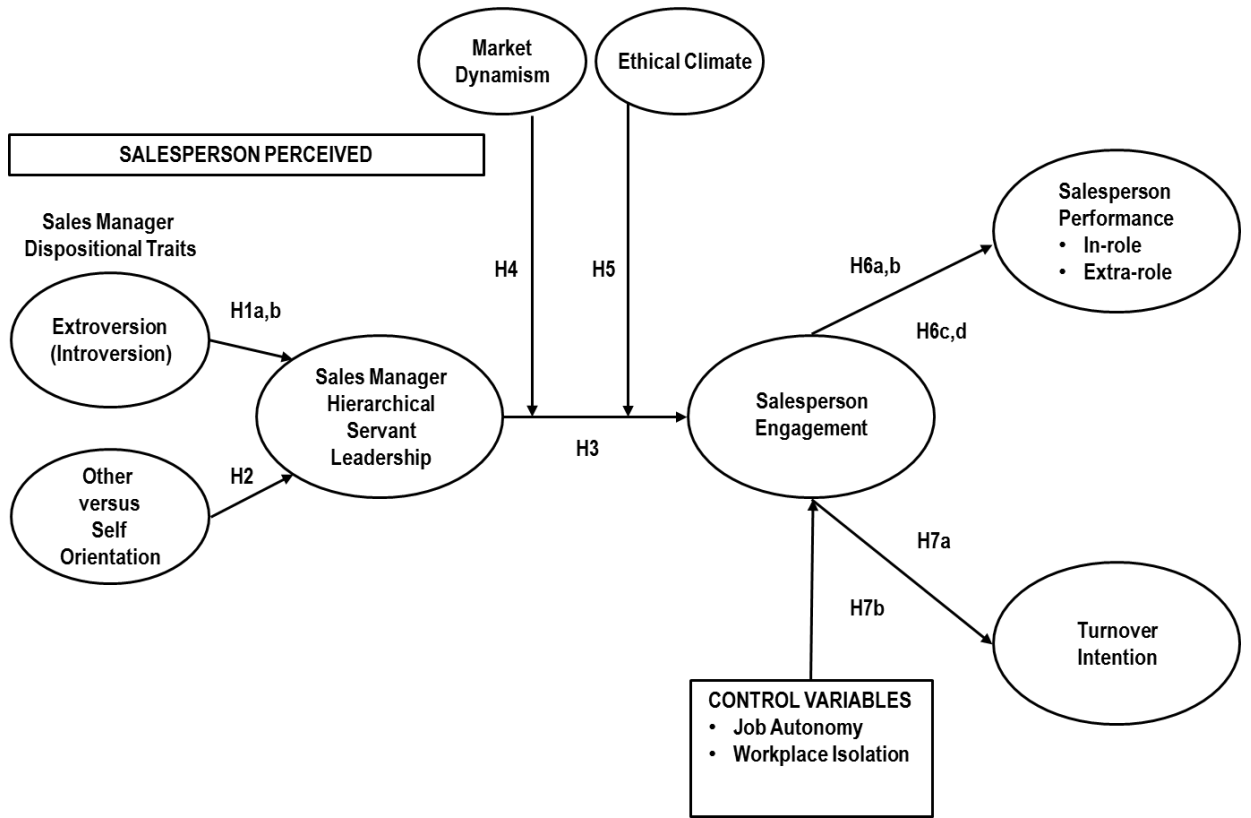 Market
Dynamism
Ethical Climate
SALESPERSON PERCEIVED
Sales Manager
Dispositional Traits
Extroversion
(Introversion)
H1a,b
Other
versus
Self
Orientation
H2
Sales Manager
Hierarchical
Servant
Leadership
H4
H5
H3
Salesperson
Engagement
H6a,b
H6c,d
Salesperson
Performance
• In-role
• Extra-role
H7a
H7b
Turnover
Intention
CONTROL VARIABLES
• Job Autonomy
• Workplace Isolation